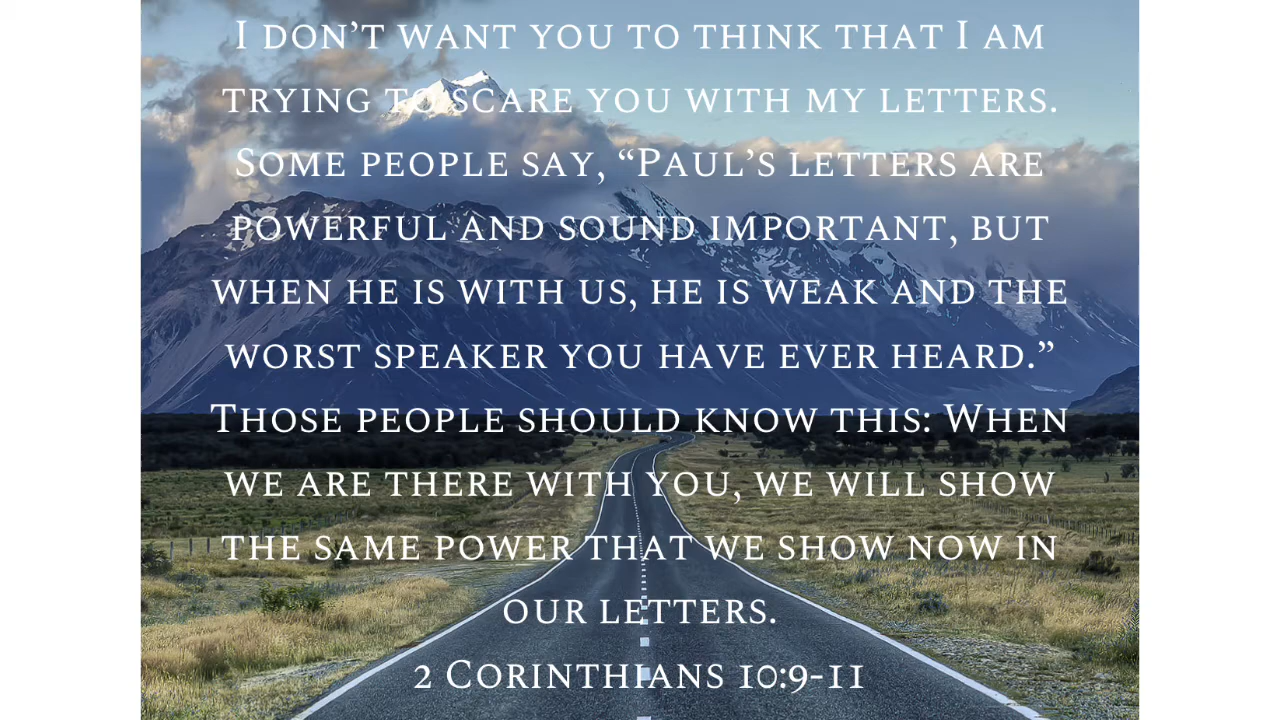 I don’t want you to think that I am
trying to scare you with my letters.
Some people say, “Paul’s letters are
powerful and sound important, but
when he is with us, he is weak and the
worst speaker you have ever heard.”
Those people should know this: When
we are there with you, we will show
the same power that we show now in
our letters.
2 Corinthians 10:9-11